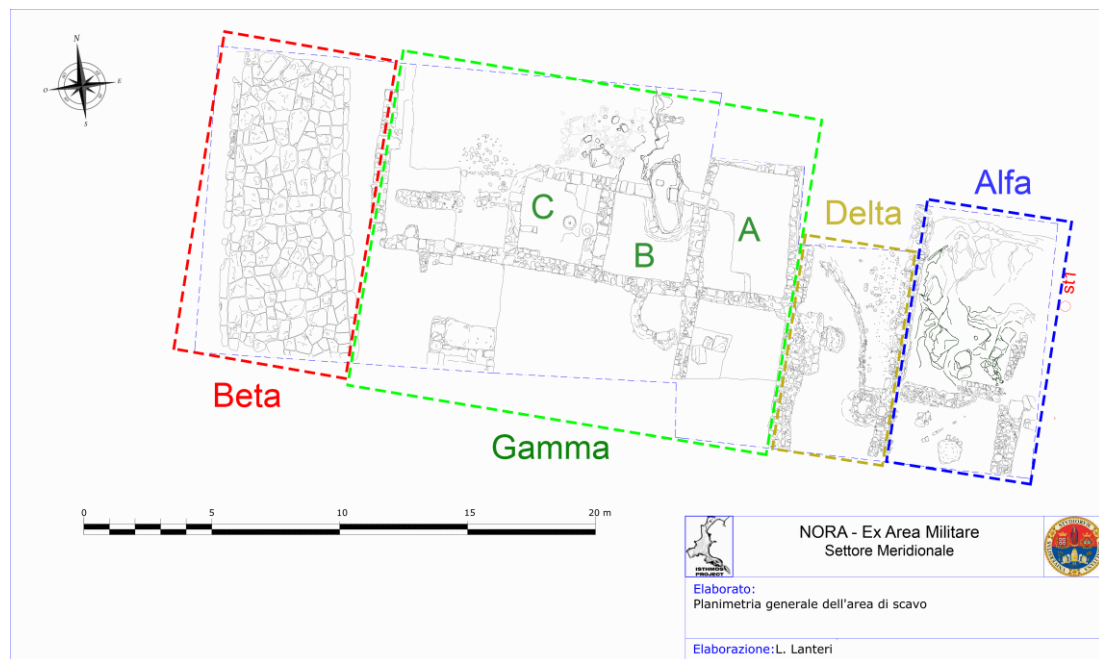 N
O
E
S
Alfa
Delta
A
C
B
st1
Beta
Gamma
0
5
10
15
20 m
ISTHMOS
PROJECT
NORA - Ex Area Militare
Settore Meridionale
Elaborato:
Planimetria generale dell'area di scavo
Elaborazione:L. Lanteri